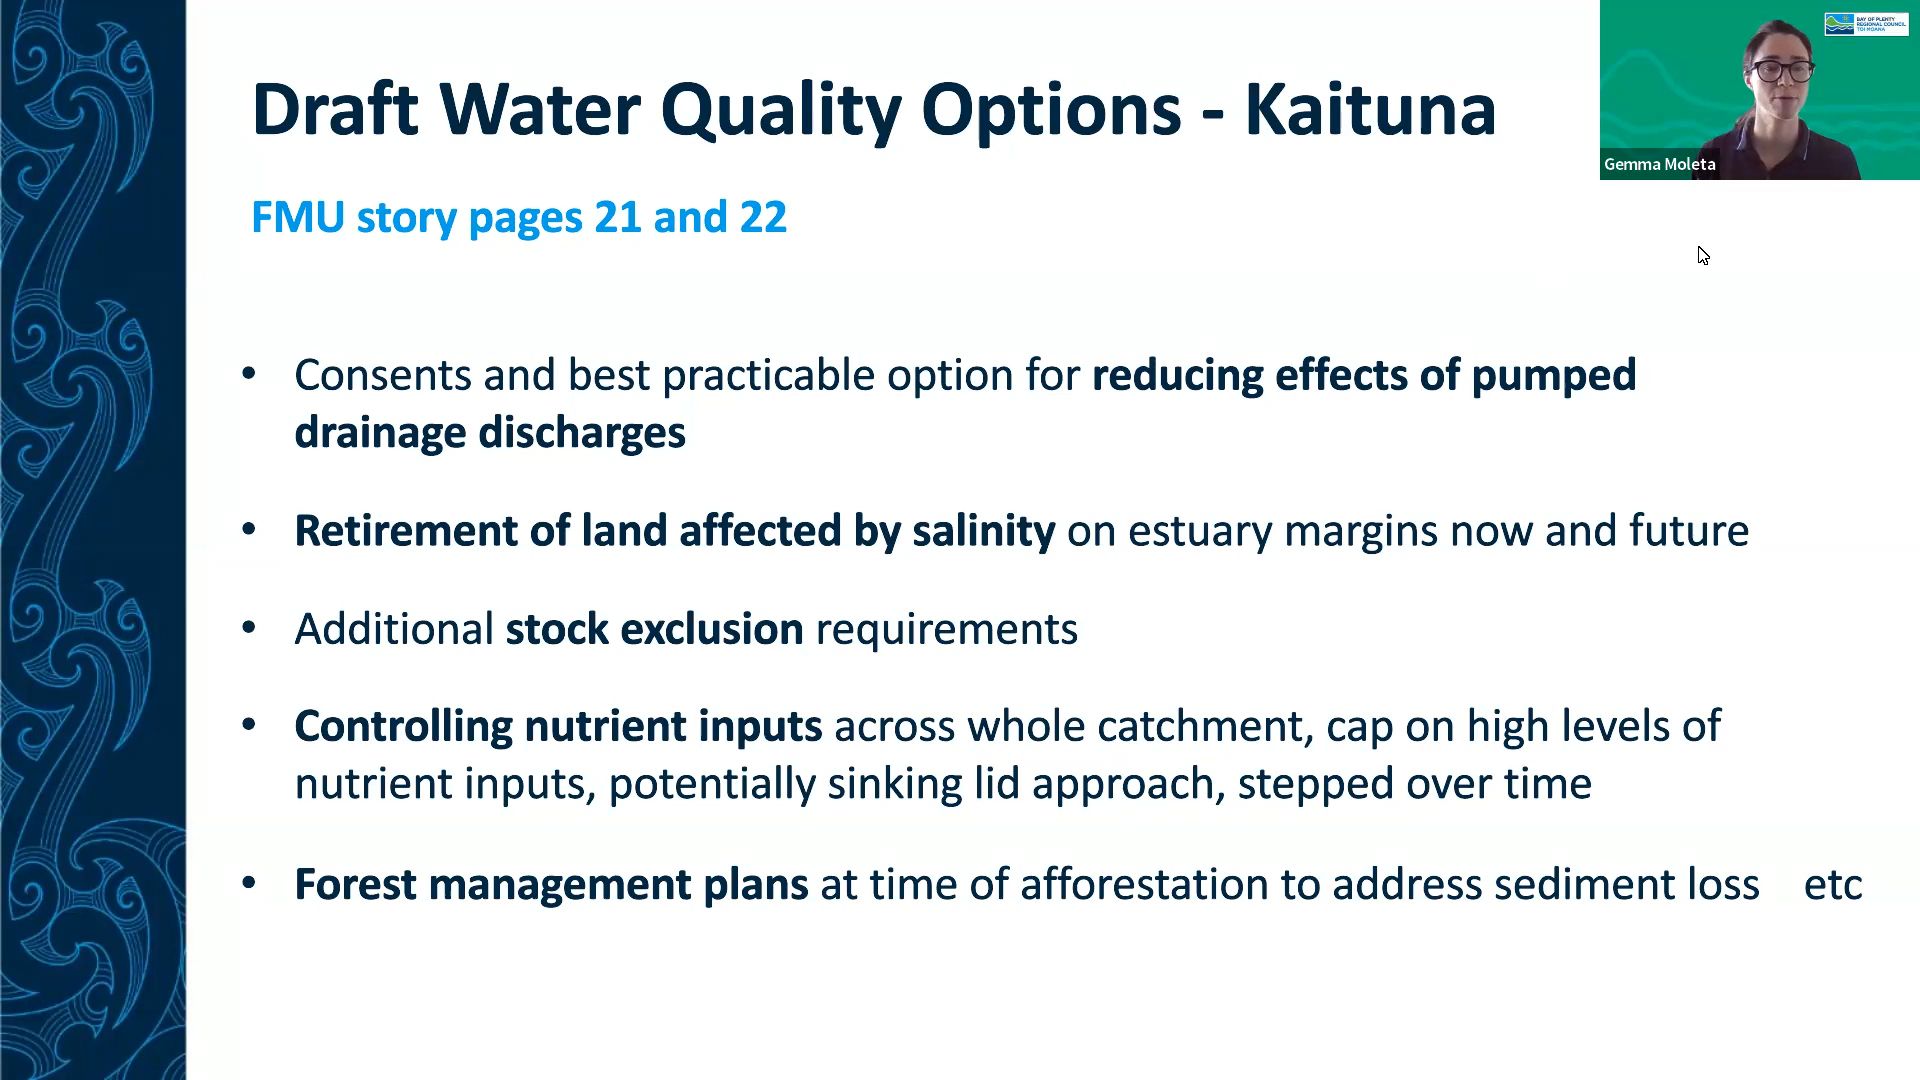 Draft Water Quality Options - Kaituna
BAY OF PLENTY
REGIONAL COUNCIL
TOI MOANA
Gemma Moleta
FMU story pages 21 and 22
• Consents and best practicable option for reducing effects of pumped
drainage discharges
• Retirement of land affected by salinity on estuary margins now and future
• Additional stock exclusion requirements
• Controlling nutrient inputs across whole catchment, cap on high levels of
nutrient inputs, potentially sinking lid approach, stepped over time
• Forest management plans at time of afforestation to address sediment loss etc